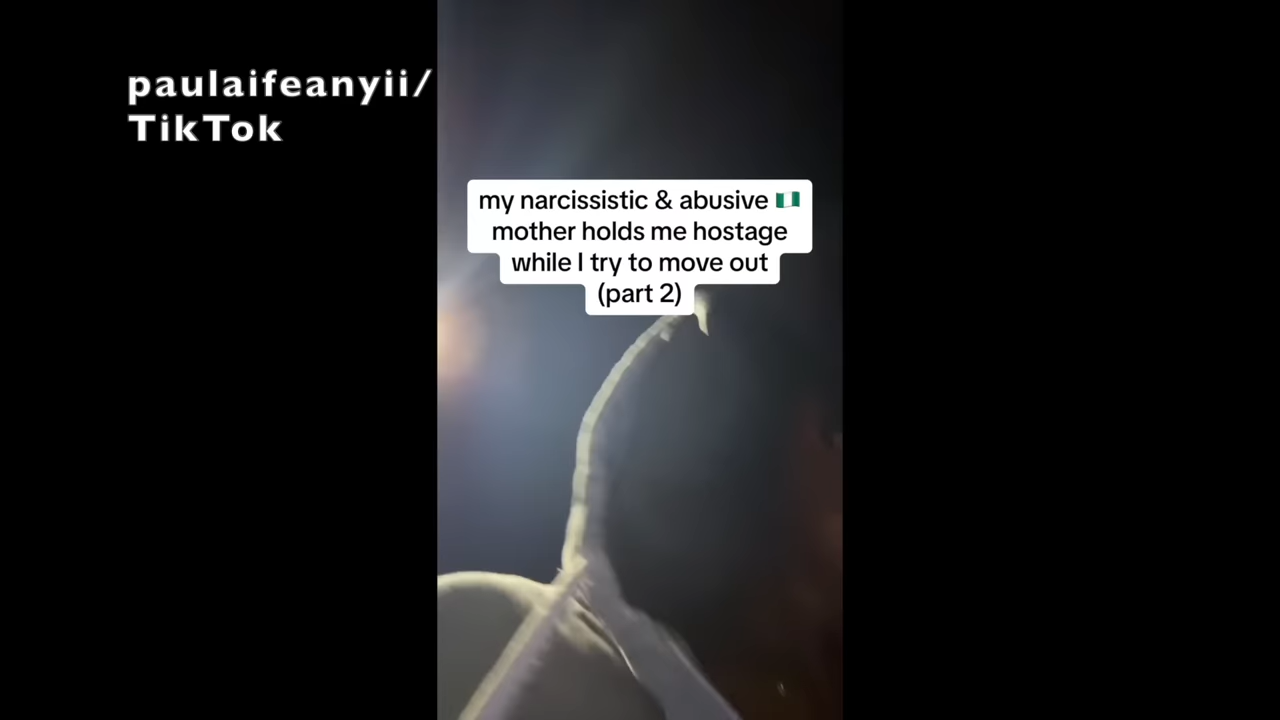 paulaifeanyii/
TikTok
my narcissistic & abusive 🇳🇬
mother holds me hostage
while I try to move out
(part 2)